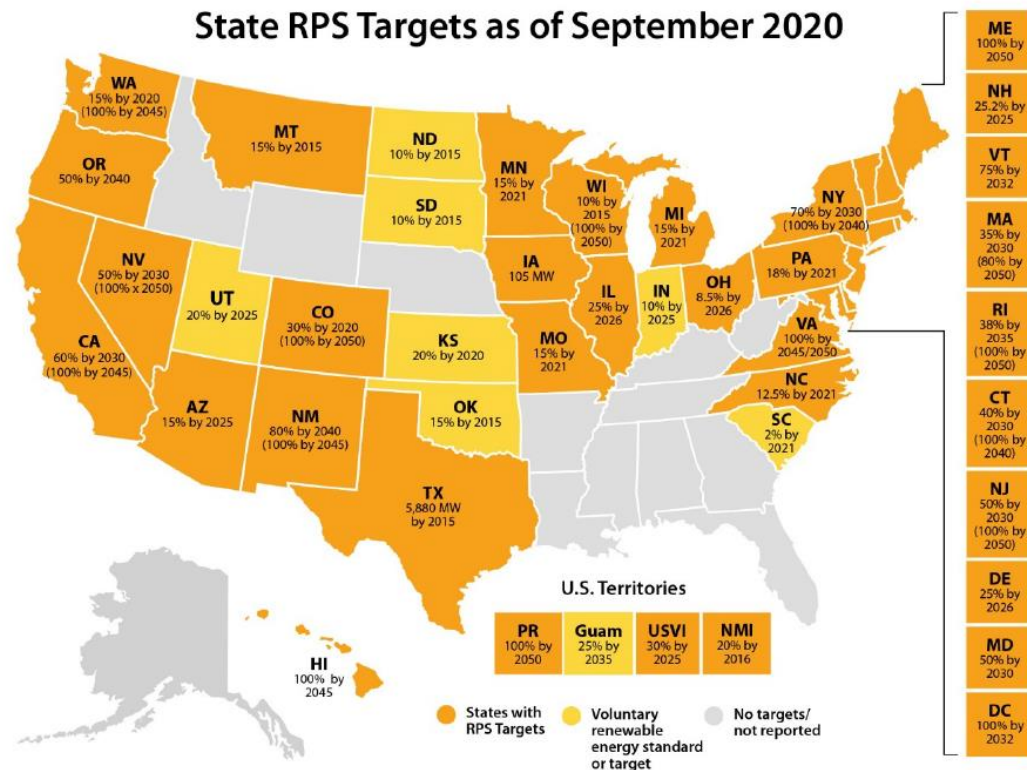 State RPS Targets as of September 2020
WA
15% by 2020
(100% by 2045)
OR
50% by 2040
CA
60% by 2030
(100% by 2045)
NV
50% by 2030
(100% x 2050)
MT
15% by 2015
UT
20% by 2025
AZ
15% by 2025
CO
30% by 2020
(100% by 2050)
NM
80% by 2040
(100% by 2045)
ND
10% by 2015
SD
10% by 2015
KS
20% by 2020
OK
15% by 2015
TX
5,880 MW
by 2015
MN
15% by
2021
IA
105 MW
MO
15% by
2021
WI
10% by
2015
(100% by
2050)
IL
25% by
2026
MI
15% by
2021
IN
10% by
2025
OH
8.5% by
2026
NY
70% by 2030
(100% by 2040)
PA
18% by 2021
VA
100% by
2045/2050
NC
12.5% by 2021
SC
2% by
2021
HI
100% by
2045
ME
100% by
2050
NH
25.2% by
2025
VT
75% by
2032
MA
35% by
2030
(80% by
2050)
RI
38% by
2035
(100% by
2050)
CT
40% by
2030
(100% by
2040)
NJ
50% by
2030
(100% by
2050)
DE
25% by
2026
MD
50% by
2030
DC
100% by
2032
U.S. Territories
PR
100% by
2050
Guam
25% by
2035
USVI
30% by
2025
NMI
20% by
2016
States with
RPS Targets
Voluntary
renewable
energy standard
or target
No targets/
not reported